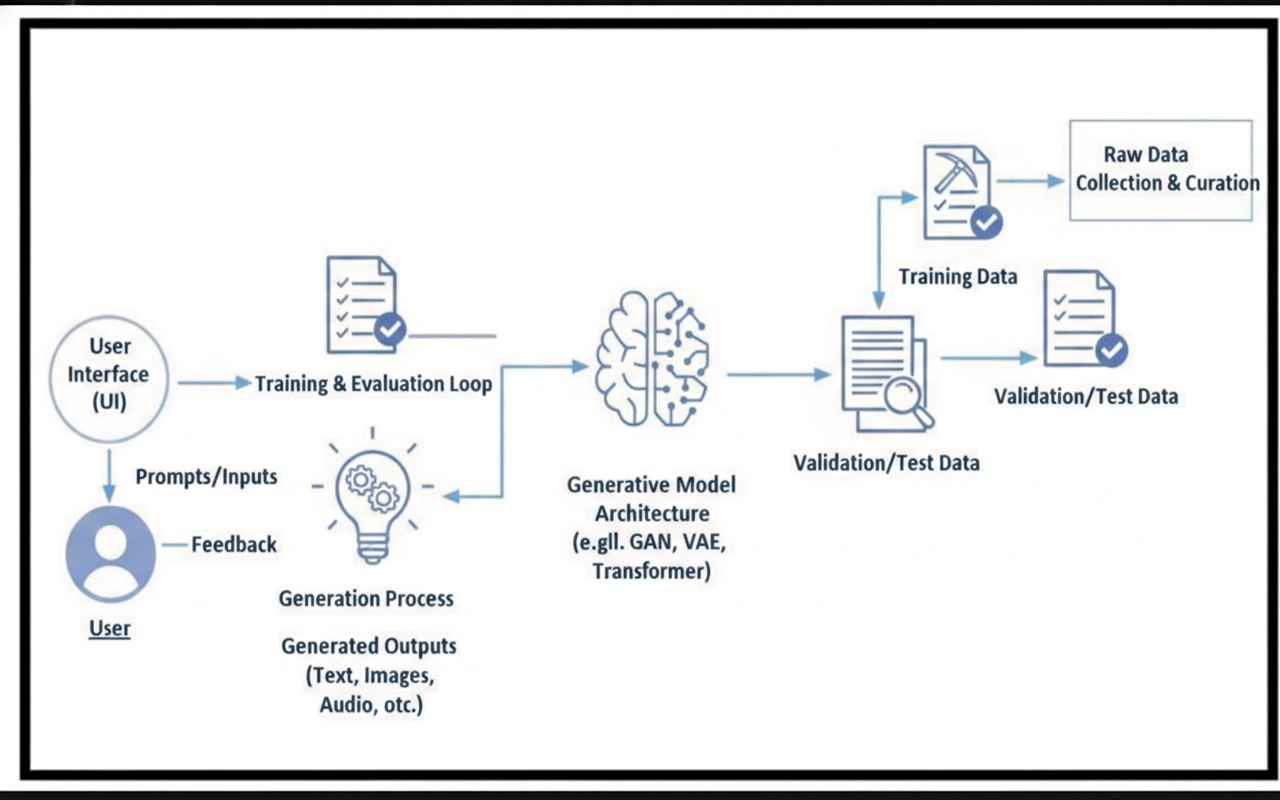 User
Interface
(UI)
Training & Evaluation Loop
Prompts/Inputs
Feedback
User
Generation Process
Generated Outputs
(Text, Images,
Audio, otc.)
Generative Model
Architecture
(e.gll. GAN, VAE,
Transformer)
Validation/Test Data
Training Data
Raw Data
Collection & Curation
Validation/Test Data